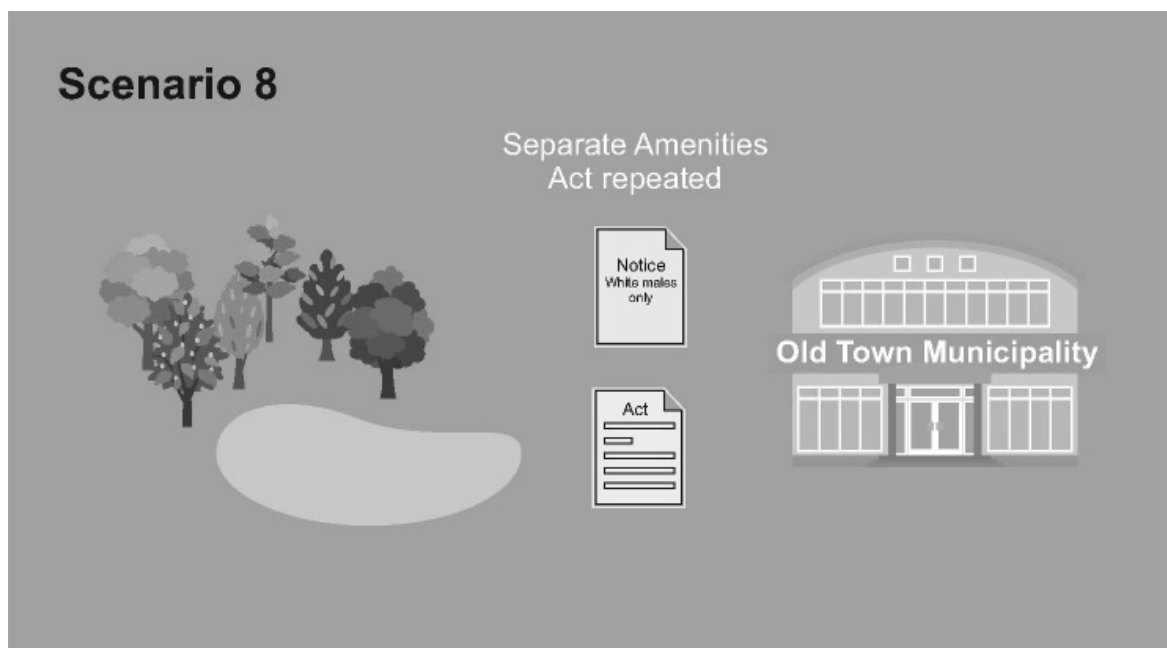 Scenario 8
Separate Amenities
Act repeated
Notice
White males
only
Act
Old Town Municipality